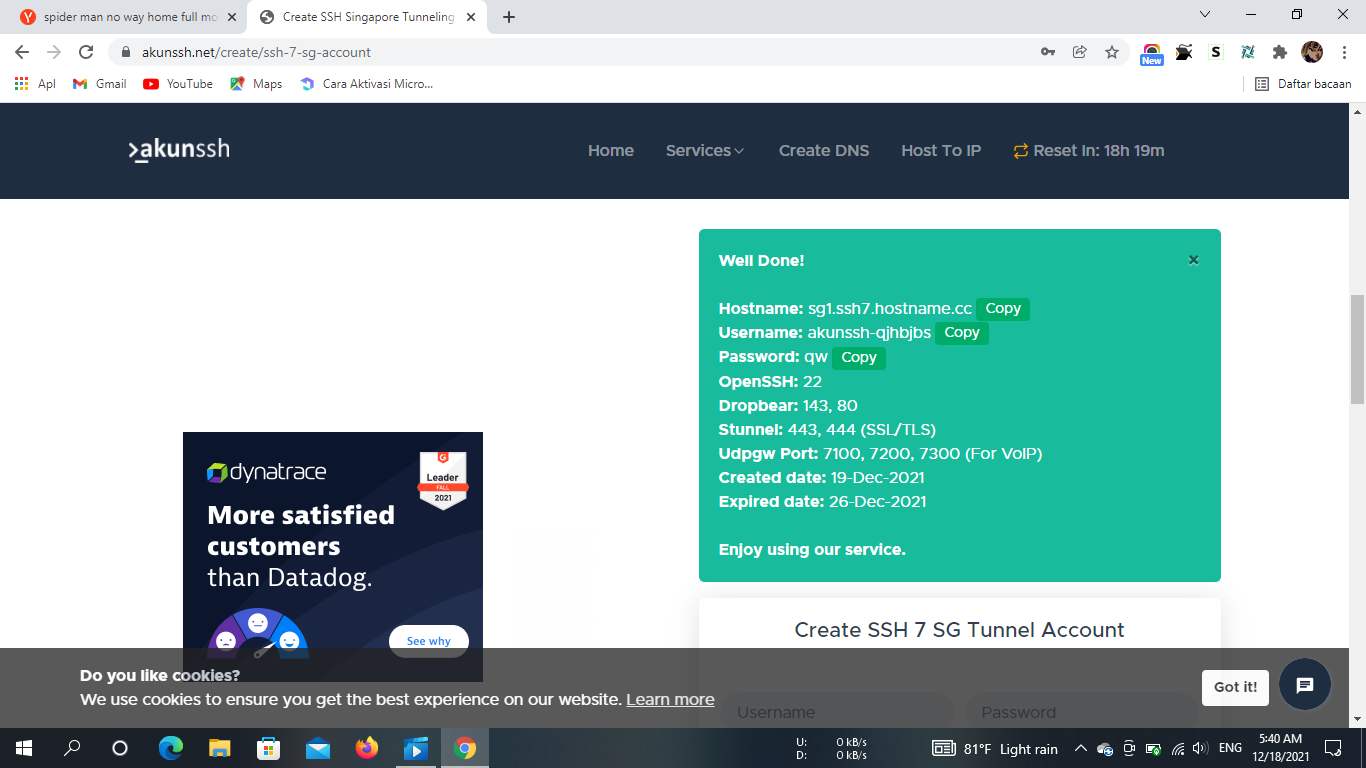 spider man no way home full mo
Create SSH Singapore Tunneling
akunssh.net/create/ssh-7-sg-account
New
S
Apl
Gmail
YouTube
Maps
Cara Aktivasi Micro...
Daftar bacaan
>_akunssh
Home
Services
Create DNS
Host To IP
Reset In: 18h 19m
Well Done!
×
Hostname: sg1.ssh7.hostname.cc Copy
Username: akunssh-qjhbjbs Copy
Password: qw Copy
OpenSSH: 22
Dropbear: 143, 80
Stunnel: 443, 444 (SSL/TLS)
Udpgw Port: 7100, 7200, 7300 (For VoIP)
Created date: 19-Dec-2021
Expired date: 26-Dec-2021
Enjoy using our service.
dynatrace
G
Leader
FALL
2021
More satisfied
customers
than Datadog.
See why
Create SSH 7 SG Tunnel Account
Username
Password
Do you like cookies?
We use cookies to ensure you get the best experience on our website. Learn more
Got it!
U: 0 kB/s
D: 0 kB/s
81°F Light rain
ENG
5:40 AM
12/18/2021